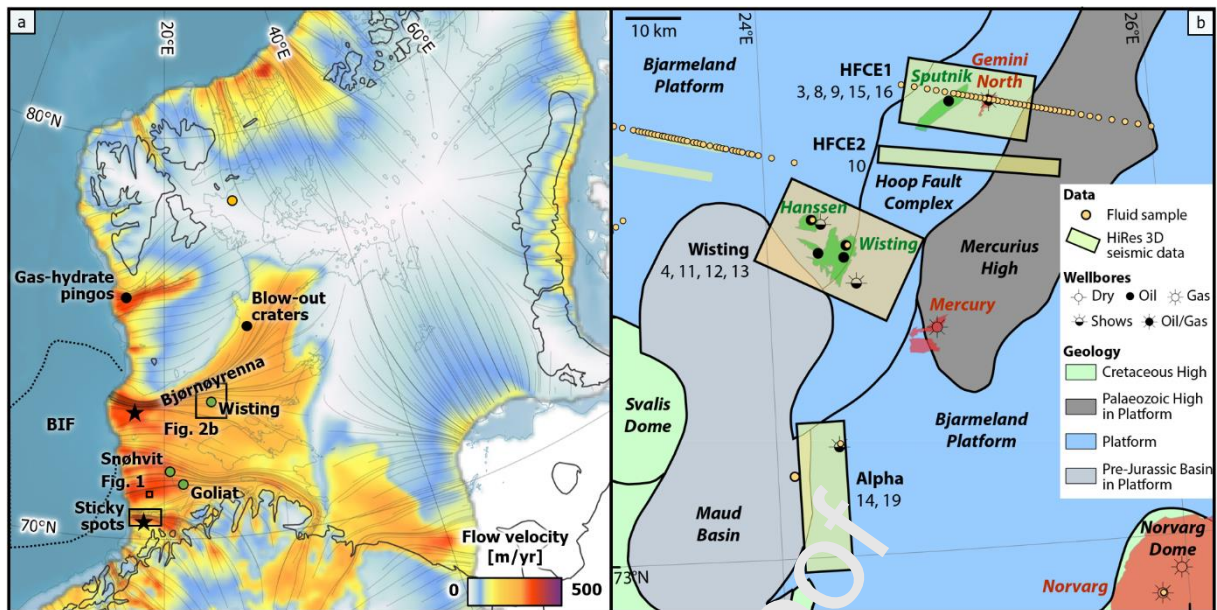 a
20°E
40°E
60°E
80°N
Gas-hydrate
pingos
Blow-out
craters
Bjørnøyrenna
BIF
Wisting
Fig. 2b
Snøhvit
Fig. 1
Goliat
Sticky
spots
70°N
Flow velocity
[m/yr]
0
500
b
10 km
24°E
26°E
Bjarmeland
Platform
HFCE1
3, 8, 9, 15, 16
Sputnik
Gemini
North
HFCE2
10
Hoop Fault
Complex
Hanssen
Wisting
Wisting
4, 11, 12, 13
Mercurius
High
Mercury
Svalis
Dome
Bjarmeland
Platform
Alpha
14, 19
Maud
Basin
73°N
Norvarg
Dome
Norvarg
Data
Fluid sample
HiRes 3D
seismic data
Wellbores
Dry
Oil
Gas
Shows
Oil/Gas
Geology
Cretaceous High
Palaeozoic High
in Platform
Platform
Pre-Jurassic Basin
in Platform